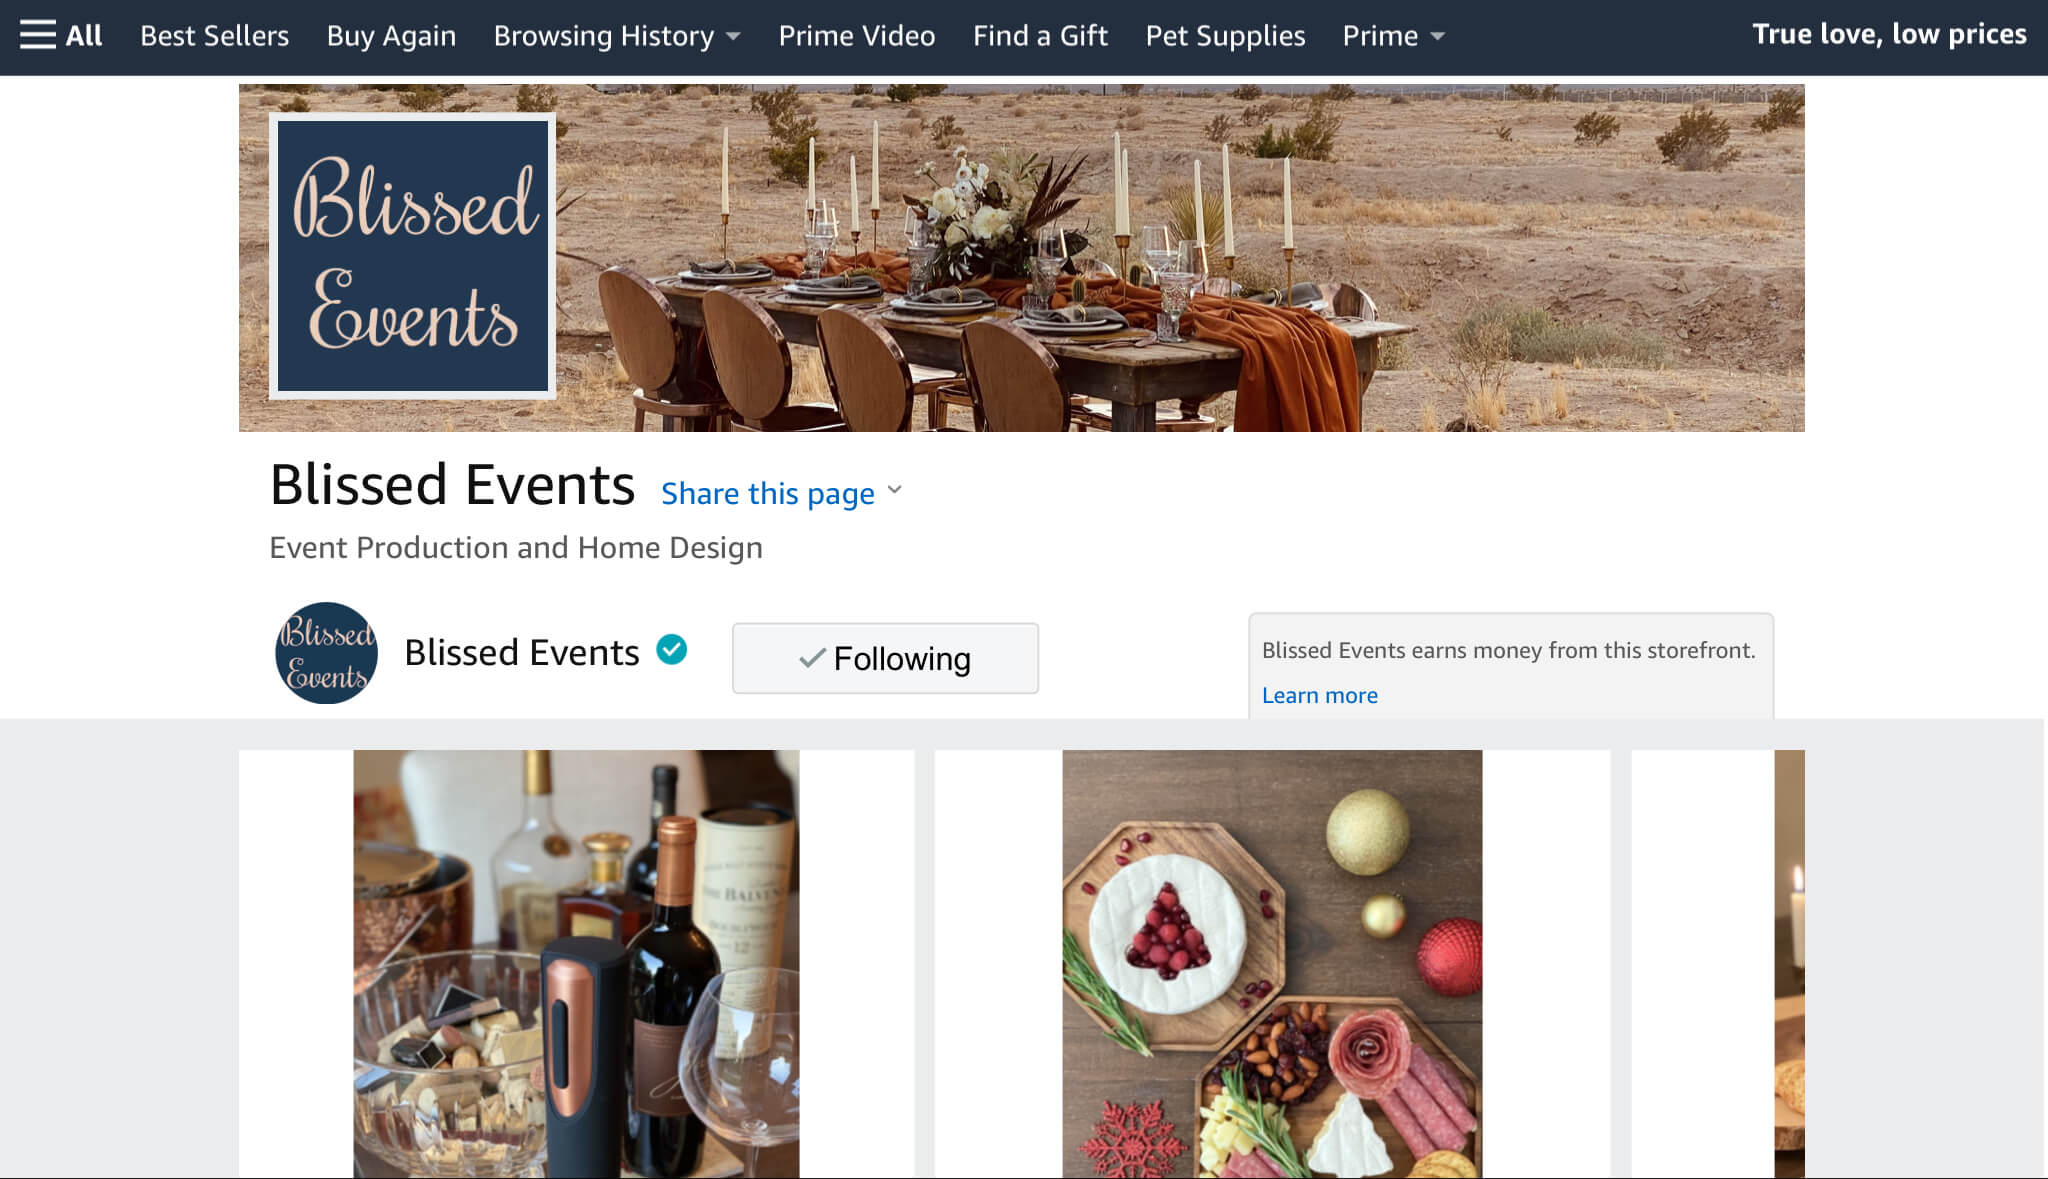 All Best Sellers Buy Again Browsing History Prime Video Find a Gift Pet Supplies Prime True love, low prices
Blissed
Events
Blissed Events Share this page
Event Production and Home Design
Blissed
Events
Blissed Events
Following
Blissed Events earns money from this storefront.
Learn more
BALVEN
12